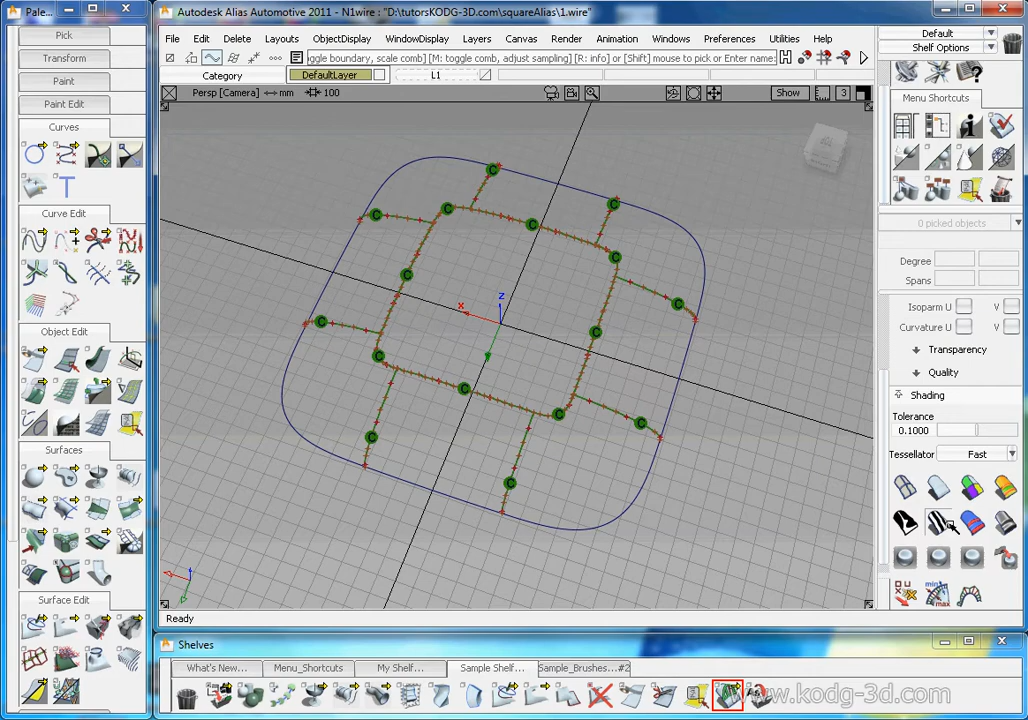 Pale...
Autodesk Alias Automotive 2011 - N1wire : "D:\tutorsKODG-3D.com\squareAlias\1.wire"
Pick
Transform
Paint
Paint Edit
Curves
Curve Edit
Object Edit
Surfaces
Surface Edit
File Edit Delete Layouts ObjectDisplay WindowDisplay Layers Canvas Render Animation Windows Preferences Utilities Help
ggle boundary, scale comb] [M: toggle comb, adjust sampling] [R: info] or [Shift] mouse to pick or Enter name:
Category DefaultLayer L1
Persp [Camera] mm 100 Show 3
C C C C C C C C C C C C C C C C
z
x
Ready
Default
Shelf Options
Menu Shortcuts
0 picked objects
Degree
Spans
Isoparm U V
Curvature U V
Transparency
Quality
Shading
Tolerance
0.1000
Tessellator Fast
min
max
Shelves
What's New... Menu_Shortcuts My Shelf... Sample Shelf... Sample_Brushes...#2
www.kodg-3d.com